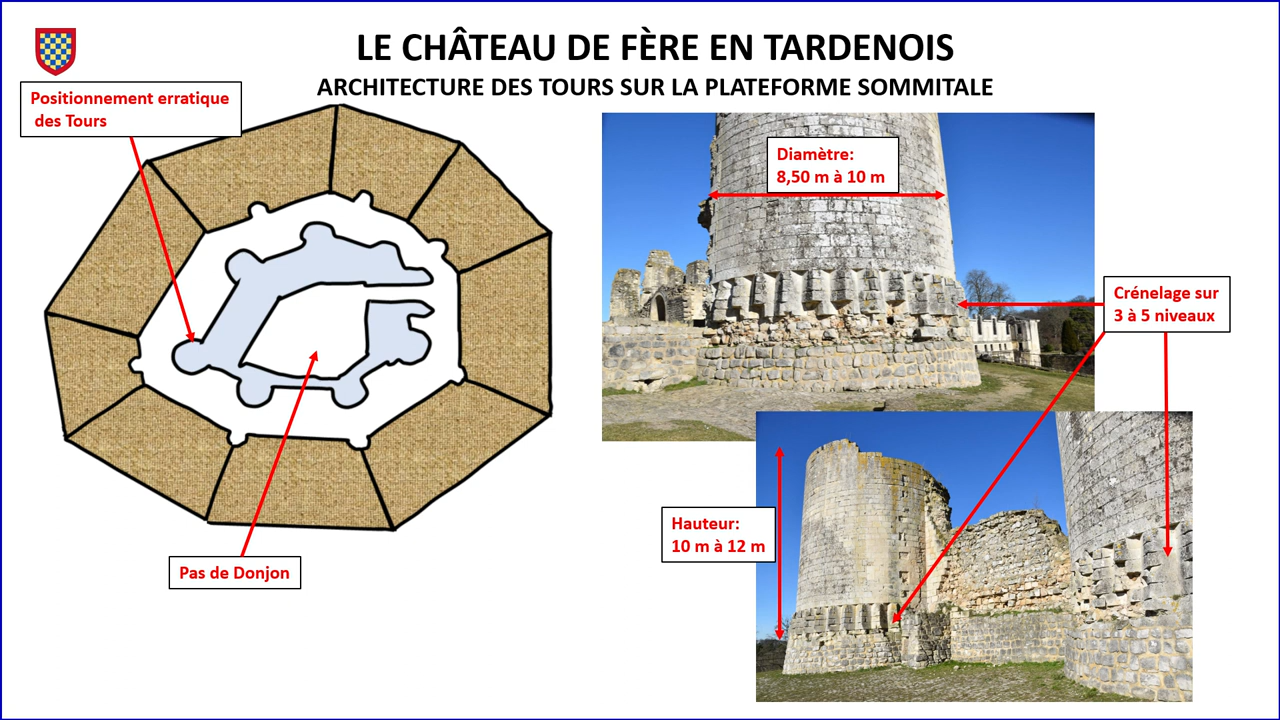 LE CHÂTEAU DE FÈRE EN TARDENOIS
ARCHITECTURE DES TOURS SUR LA PLATEFORME SOMMITALE
Positionnement erratique
des Tours
Diamètre:
8,50 m à 10 m
Crénelage sur
3 à 5 niveaux
Hauteur:
10 m à 12 m
Pas de Donjon